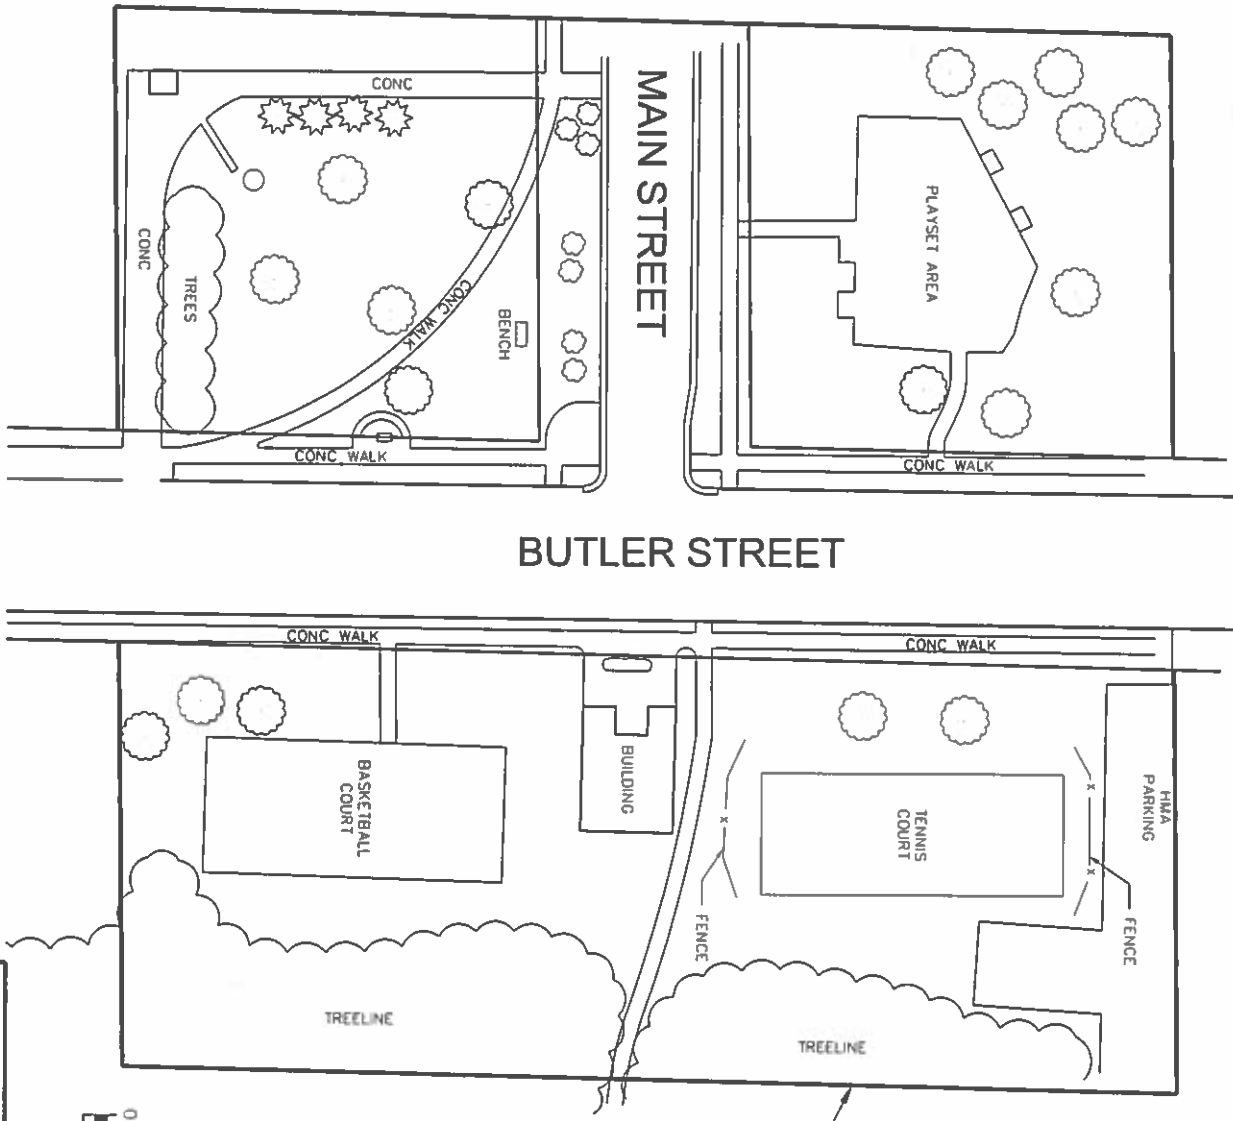 CONC
MAIN STREET
PLAYSET AREA
CONC
TREES
CONC WALK
BENCH
CONC WALK
CONC WALK
BUTLER STREET
CONC WALK
CONC WALK
BASKETBALL
COURT
BUILDING
TENNIS
COURT
HMA
PARKING
FENCE
FENCE
TREELINE
TREELINE
x
x
x
0